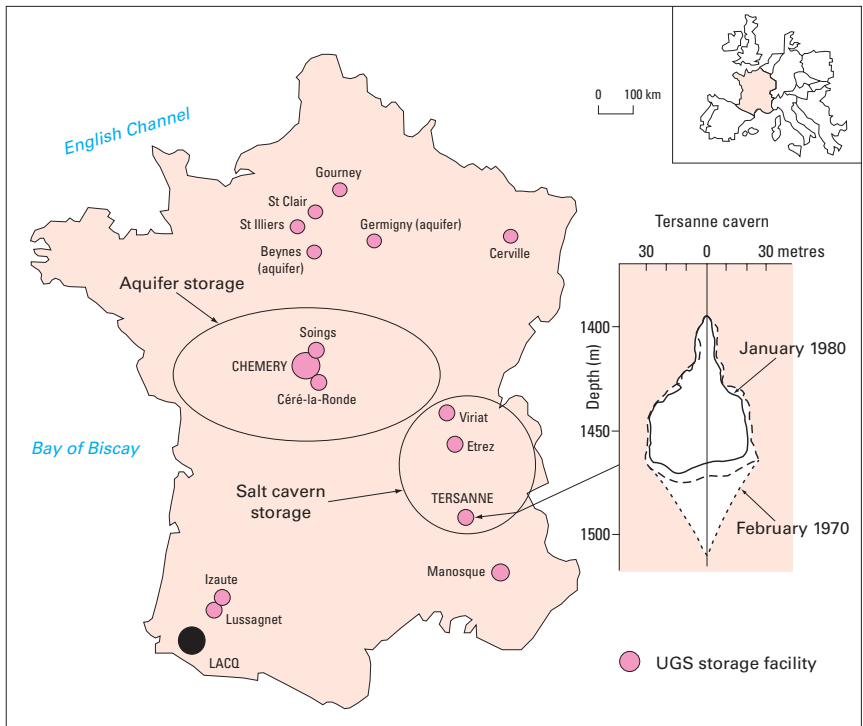 English Channel
0 100 km
Gourney
St Clair
St Illiers
Germigny (aquifer)
Beynes
(aquifer)
Cerville
Aquifer storage
Soings
CHEMERY
Céré-la-Ronde
Bay of Biscay
Viriat
Etrez
Salt cavern
storage
TERSANNE
Izaute
Lussagnet
LACQ
Manosque
Tersanne cavern
30 0 30 metres
1400
January 1980
Depth (m)
1450
February 1970
1500
UGS storage facility